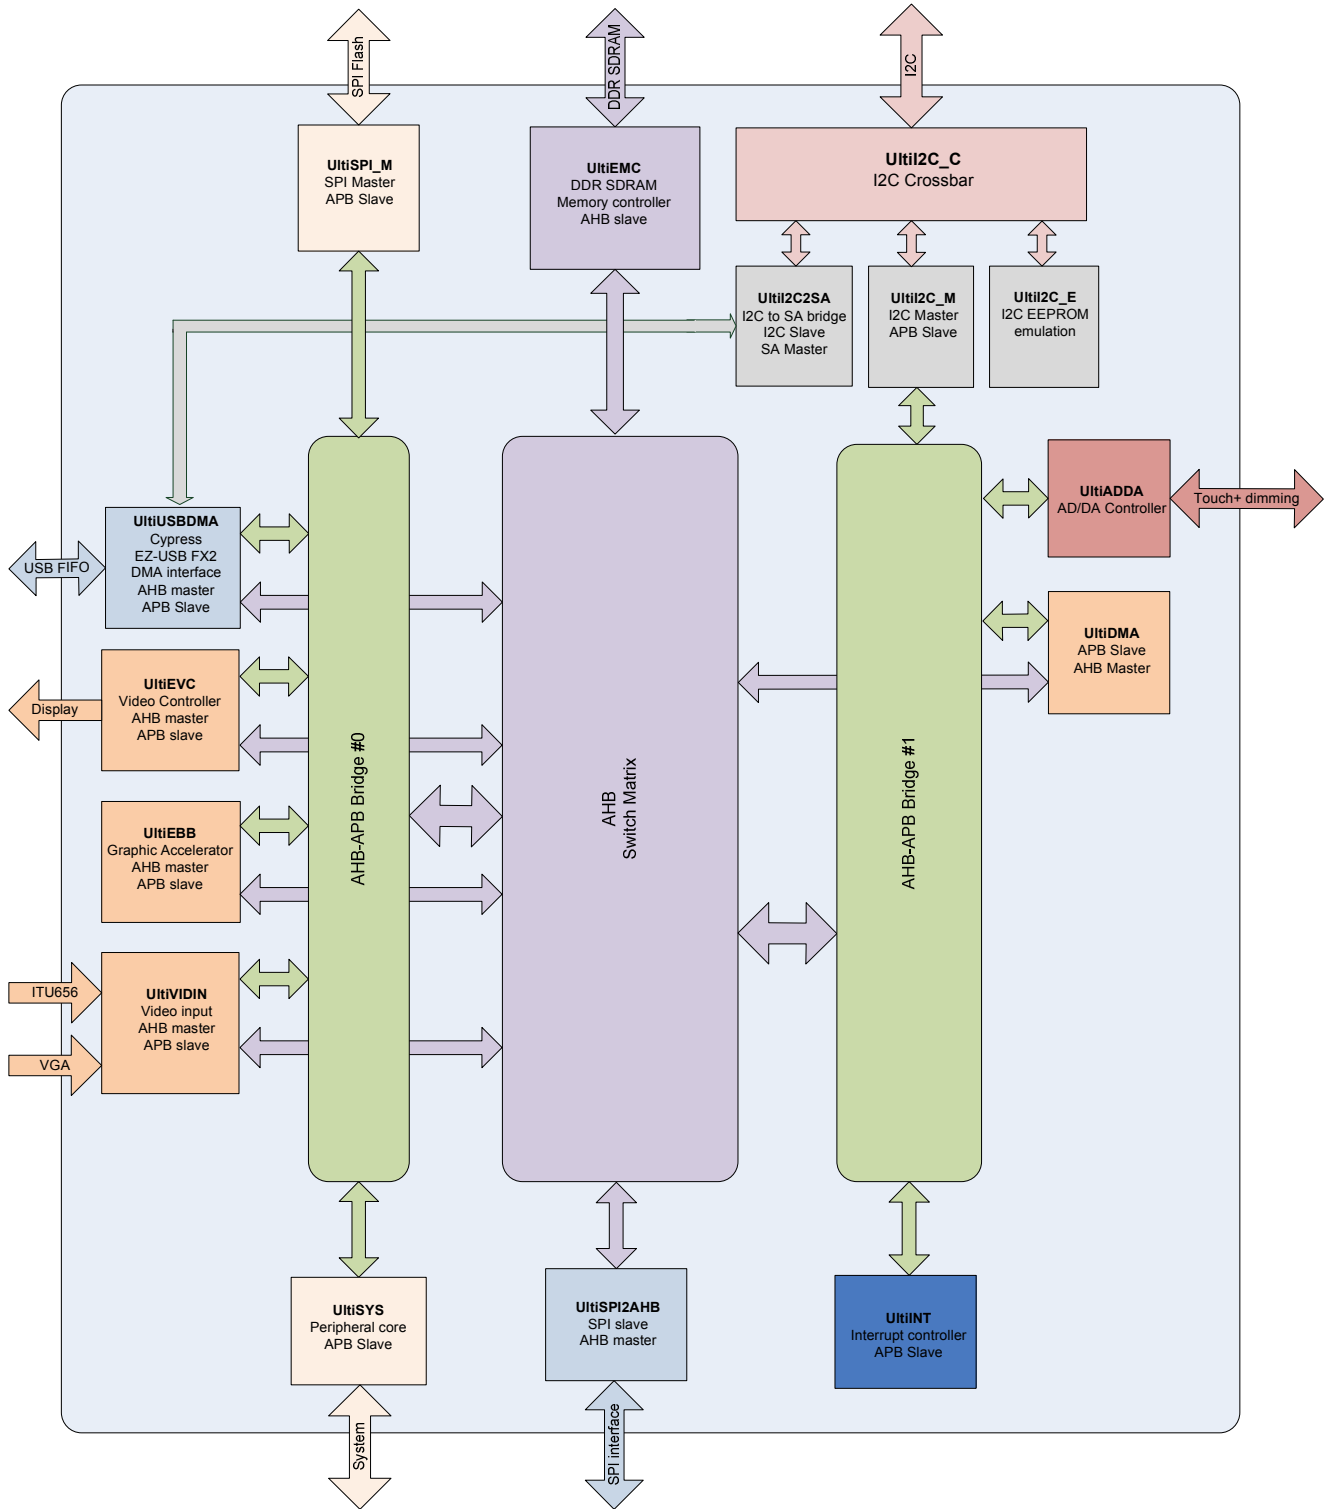 SPI Flash
DDR SDRAM
I2C
UltiSPI_M
SPI Master
APB Slave
UltiEMC
DDR SDRAM
Memory controller
AHB slave
UltiI2C_C
I2C Crossbar
UltiI2C2SA
I2C to SA bridge
I2C Slave
SA Master
UltiI2C_M
I2C Master
APB Slave
UltiI2C_E
I2C EEPROM
emulation
UltiADDA
AD/DA Controller
Touch+ dimming
USB FIFO
UltiUSBDMA
Cypress
EZ-USB FX2
DMA interface
AHB master
APB Slave
UltiDMA
APB Slave
AHB Master
Display
UltiEVC
Video Controller
AHB master
APB slave
AHB-APB Bridge #0
AHB
Switch Matrix
AHB-APB Bridge #1
UltiEBB
Graphic Accelerator
AHB master
APB slave
ITU656
VGA
UltiVIDIN
Video input
AHB master
APB slave
UltiSYS
Peripheral core
APB Slave
UltiSPI2AHB
SPI slave
AHB master
UltiINT
Interrupt controller
APB Slave
System
SPI interface